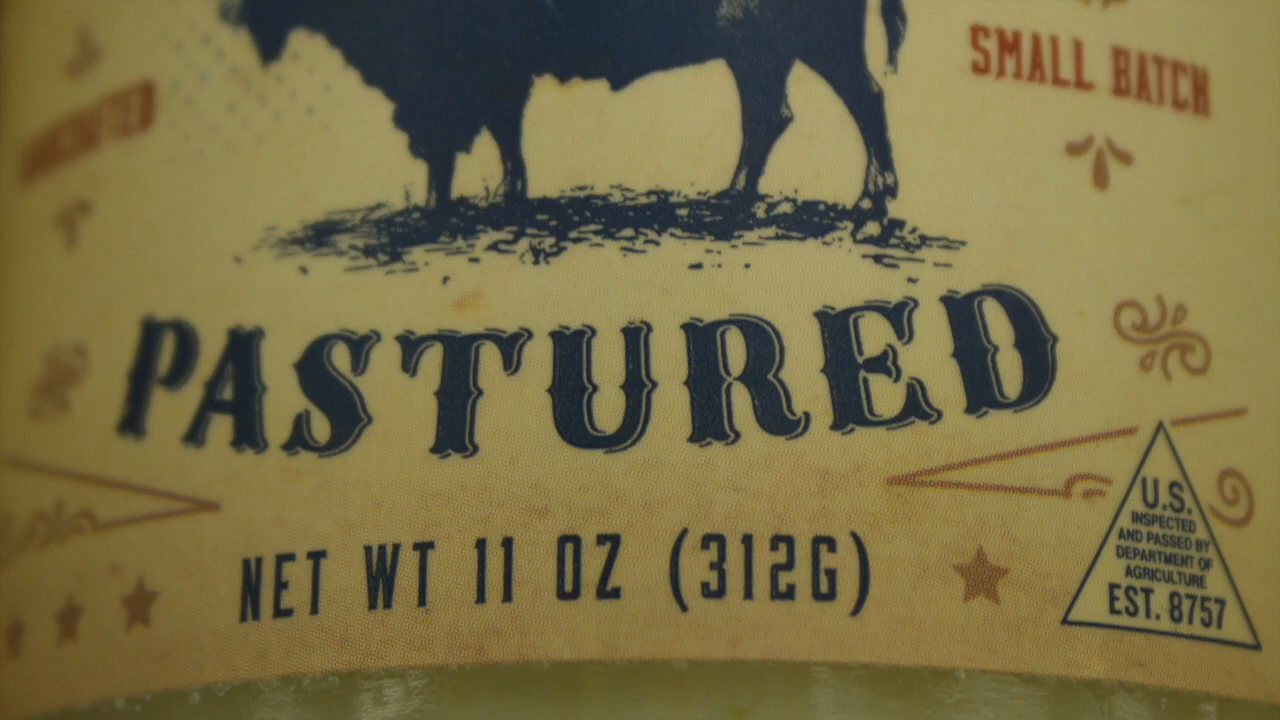 SMALL BATCH
PASTURED
NET WT 11 OZ (312G)
U.S.
INSPECTED
AND PASSED BY
DEPARTMENT OF
AGRICULTURE
EST. 8757